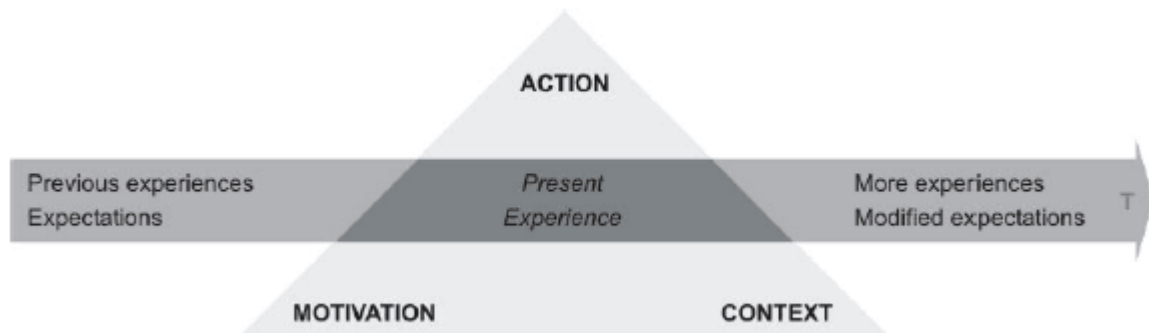 ACTION
Previous experiences
Expectations
Present
Experience
More experiences
Modified expectations
T
MOTIVATION
CONTEXT